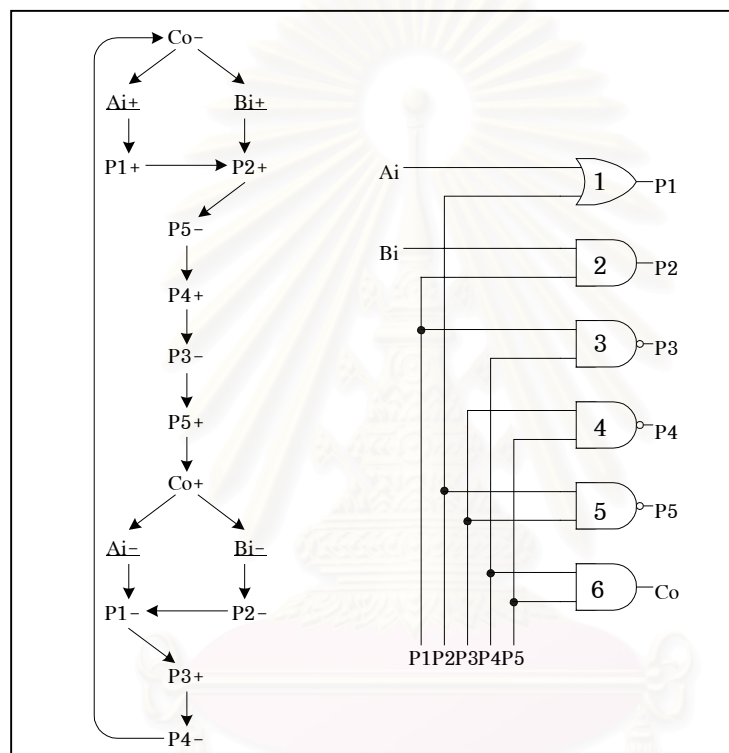 Co−
Ai+ Bi+
P1+ P2+
P5−
P4+
P3−
P5+
Co+
Ai− Bi−
P1− P2−
P3+
P4−
Ai 1 P1
Bi 2 P2
3 P3
4 P4
5 P5
6 Co
P1P2P3P4P5